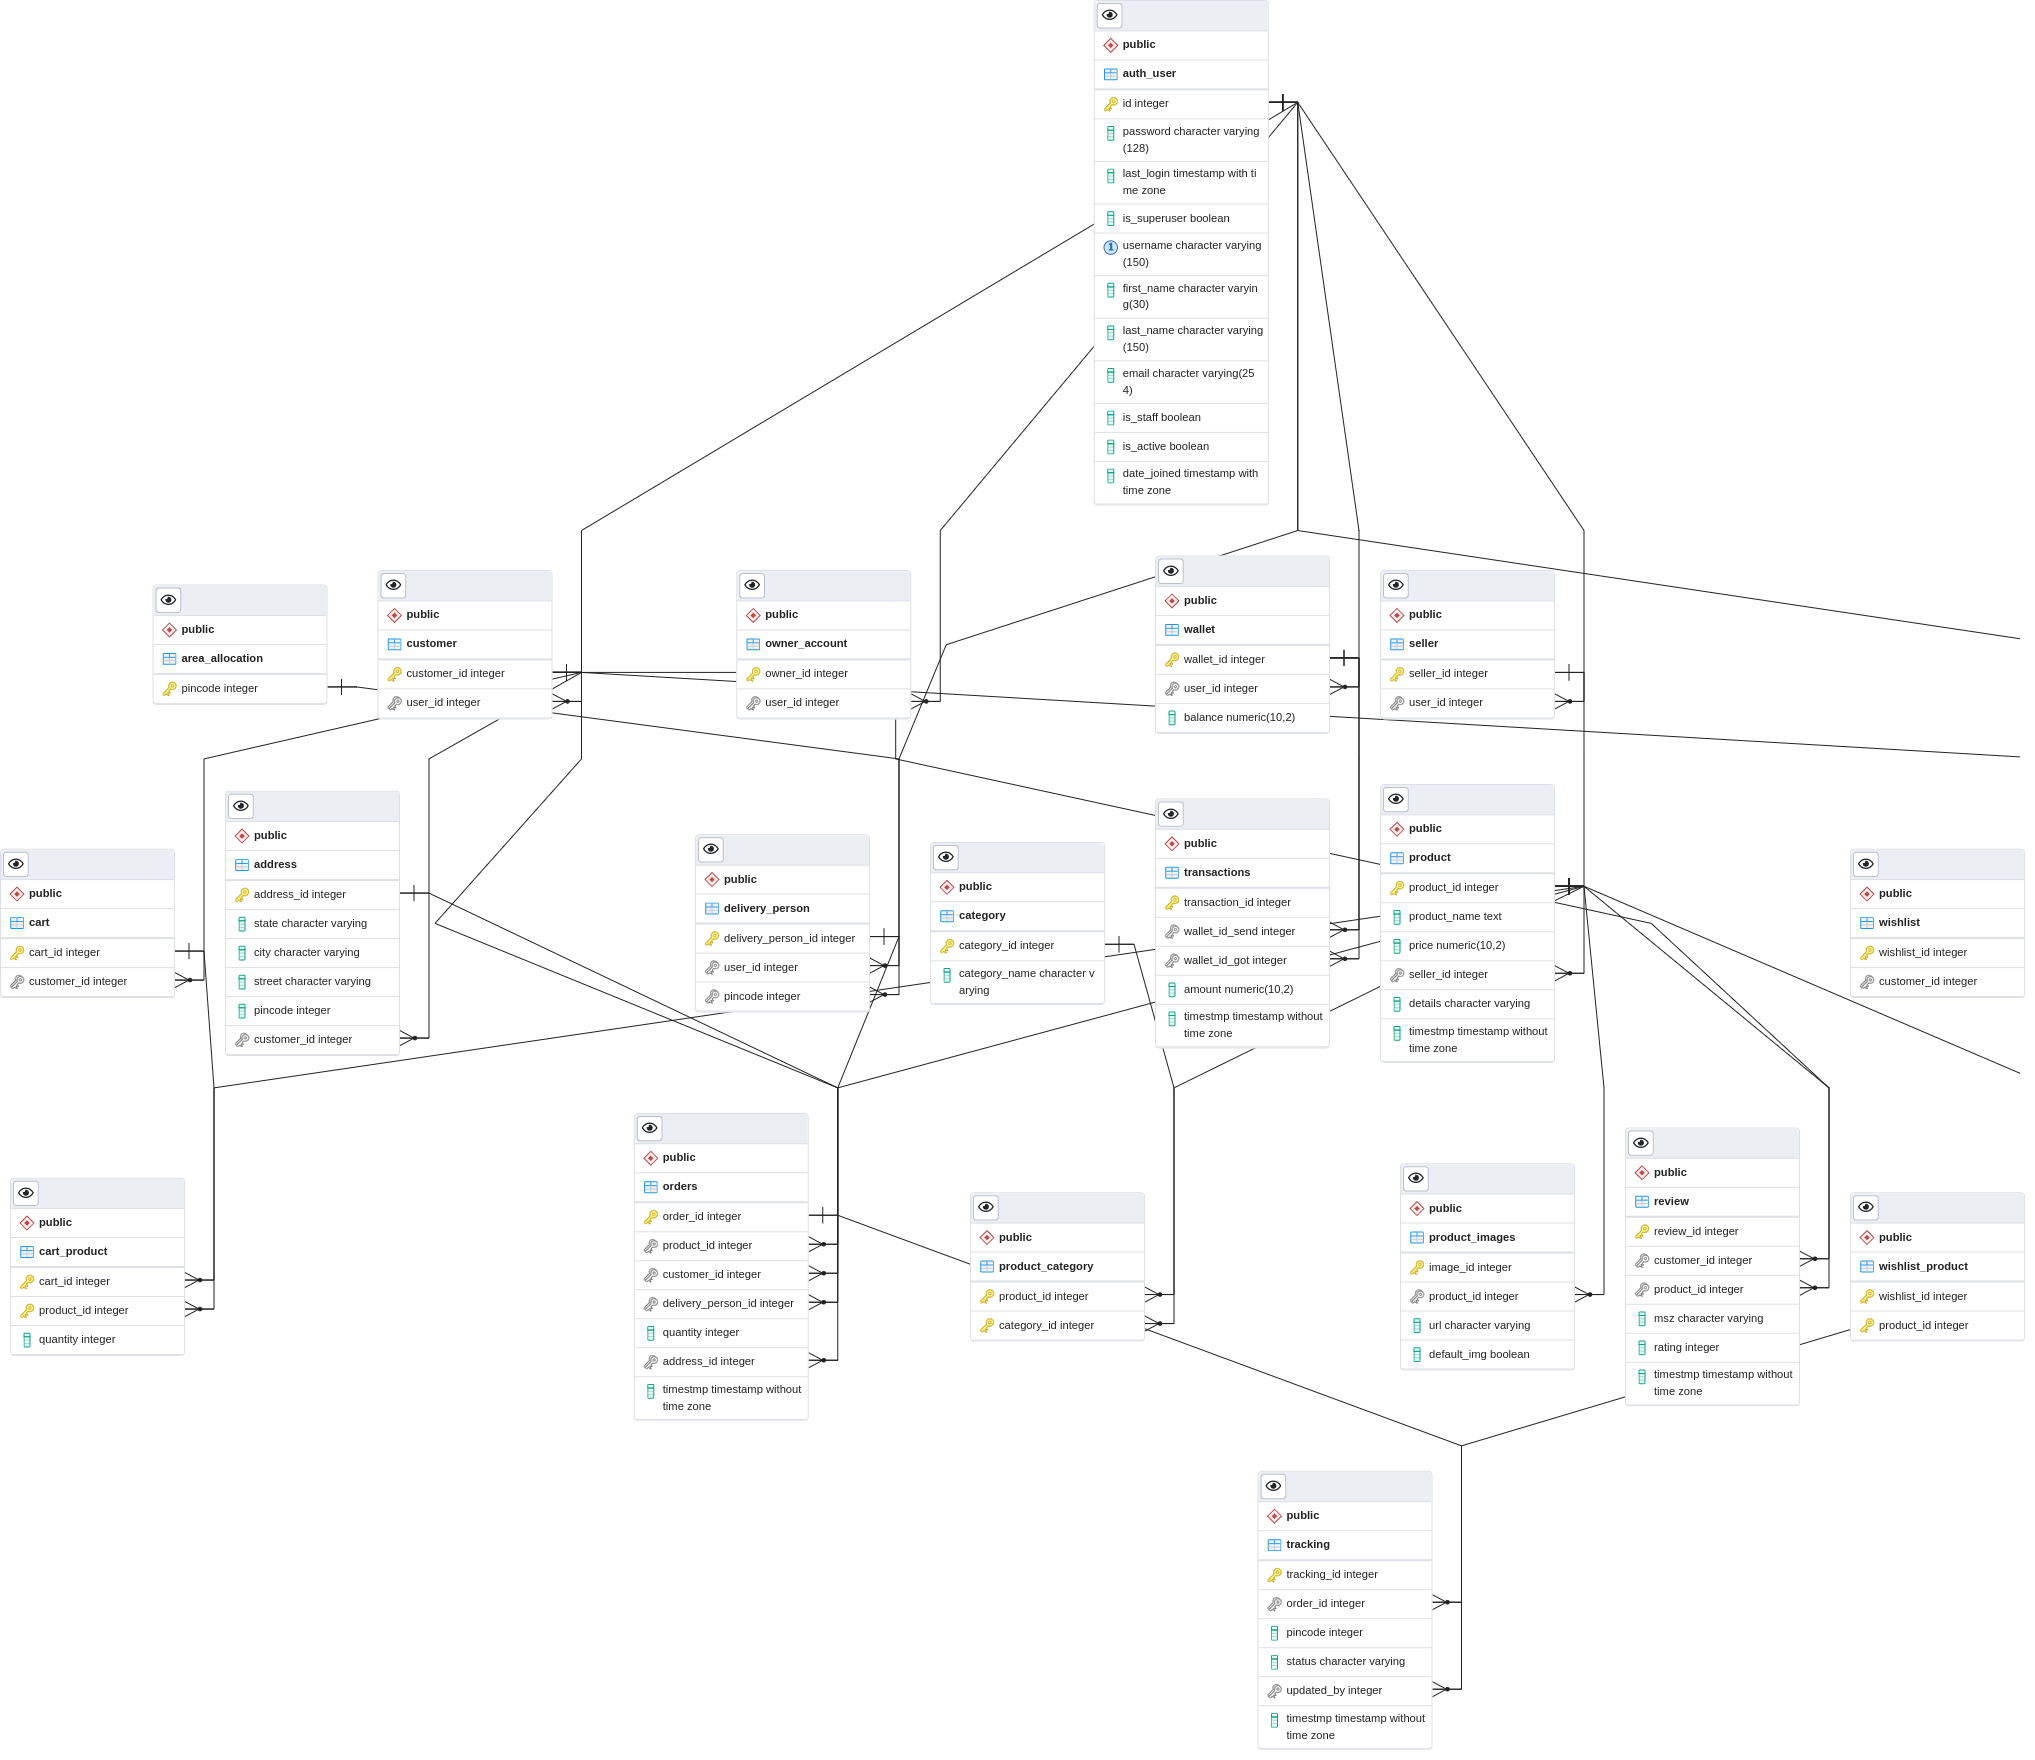 public
auth_user
id integer
password character varying
(128)
last_login timestamp with ti
me zone
is_superuser boolean
username character varying
(150)
first_name character varyin
g(30)
last_name character varying
(150)
email character varying(25
4)
is_staff boolean
is_active boolean
date_joined timestamp with
time zone
public
area_allocation
pincode integer
public
customer
customer_id integer
user_id integer
public
owner_account
owner_id integer
user_id integer
public
wallet
wallet_id integer
user_id integer
balance numeric(10,2)
public
seller
seller_id integer
user_id integer
public
cart
cart_id integer
customer_id integer
public
address
address_id integer
state character varying
city character varying
street character varying
pincode integer
customer_id integer
public
delivery_person
delivery_person_id integer
user_id integer
pincode integer
public
category
category_id integer
category_name character v
arying
public
transactions
transaction_id integer
wallet_id_send integer
wallet_id_got integer
amount numeric(10,2)
timestmp timestamp without
time zone
public
product
product_id integer
product_name text
price numeric(10,2)
seller_id integer
details character varying
timestmp timestamp without
time zone
public
wishlist
wishlist_id integer
customer_id integer
public
cart_product
cart_id integer
product_id integer
quantity integer
public
orders
order_id integer
product_id integer
customer_id integer
delivery_person_id integer
quantity integer
address_id integer
timestmp timestamp without
time zone
public
product_category
product_id integer
category_id integer
public
product_images
image_id integer
product_id integer
url character varying
default_img boolean
public
review
review_id integer
customer_id integer
product_id integer
msz character varying
rating integer
timestmp timestamp without
time zone
public
wishlist_product
wishlist_id integer
product_id integer
public
tracking
tracking_id integer
order_id integer
pincode integer
status character varying
updated_by integer
timestmp timestamp without
time zone